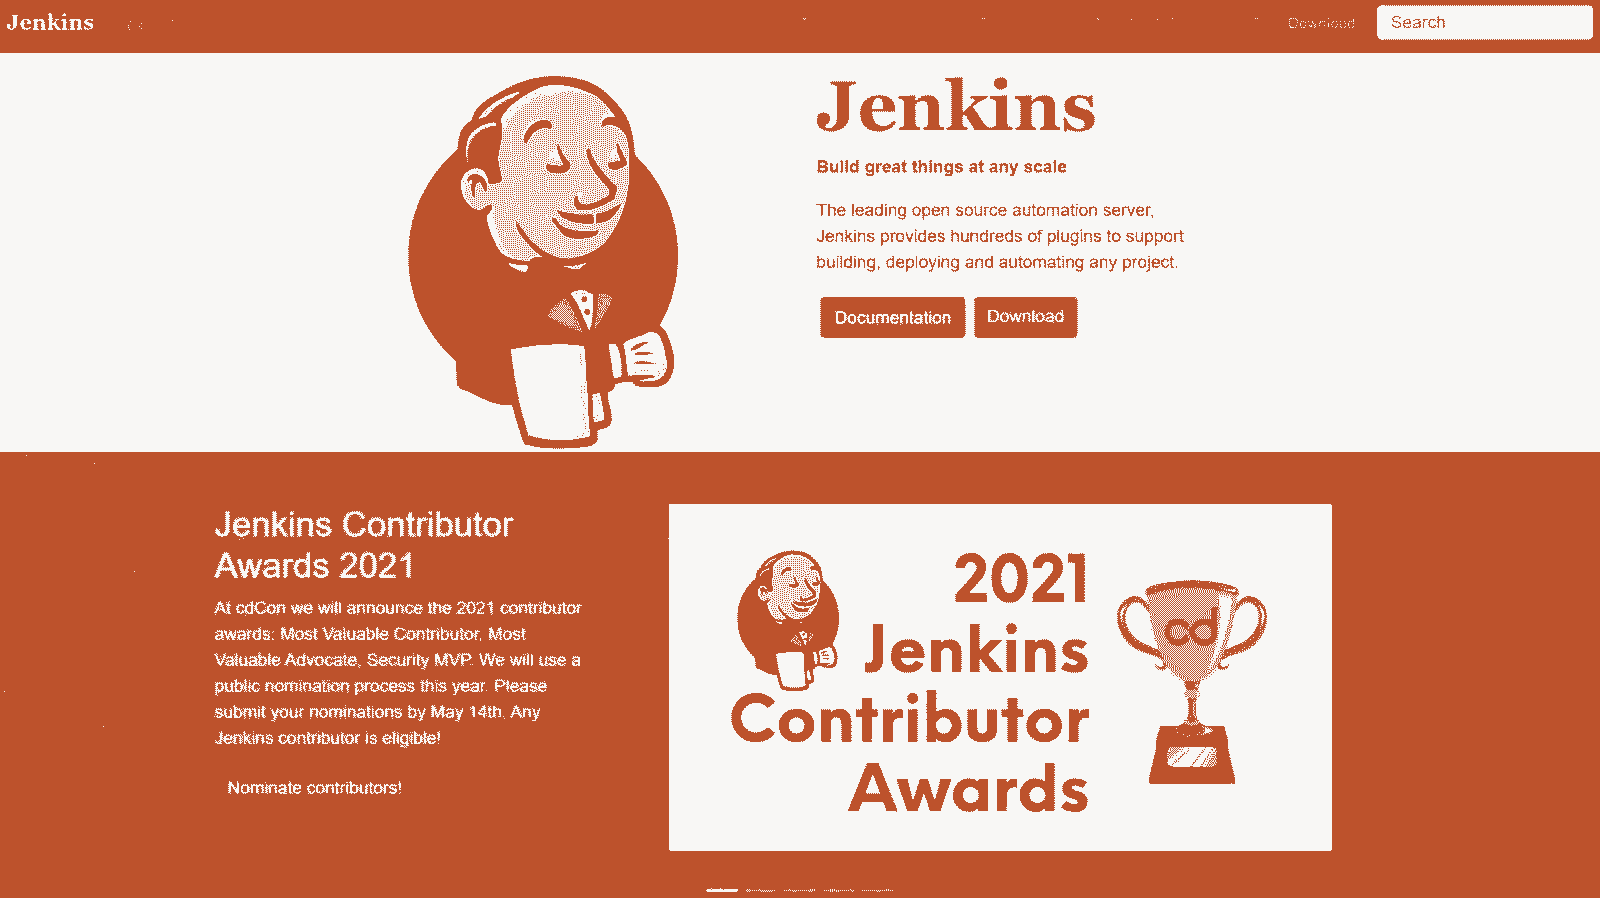 Jenkins
Download
Search
Jenkins
Build great things at any scale
The leading open source automation server,
Jenkins provides hundreds of plugins to support
building, deploying and automating any project.
Documentation
Download
Jenkins Contributor
Awards 2021
At cdCon we will announce the 2021 contributor
awards: Most Valuable Contributor, Most
Valuable Advocate, Security MVP. We will use a
public nomination process this year. Please
submit your nominations by May 14th. Any
Jenkins contributor is eligible!
Nominate contributors!
2021
Jenkins
Contributor
Awards
cd